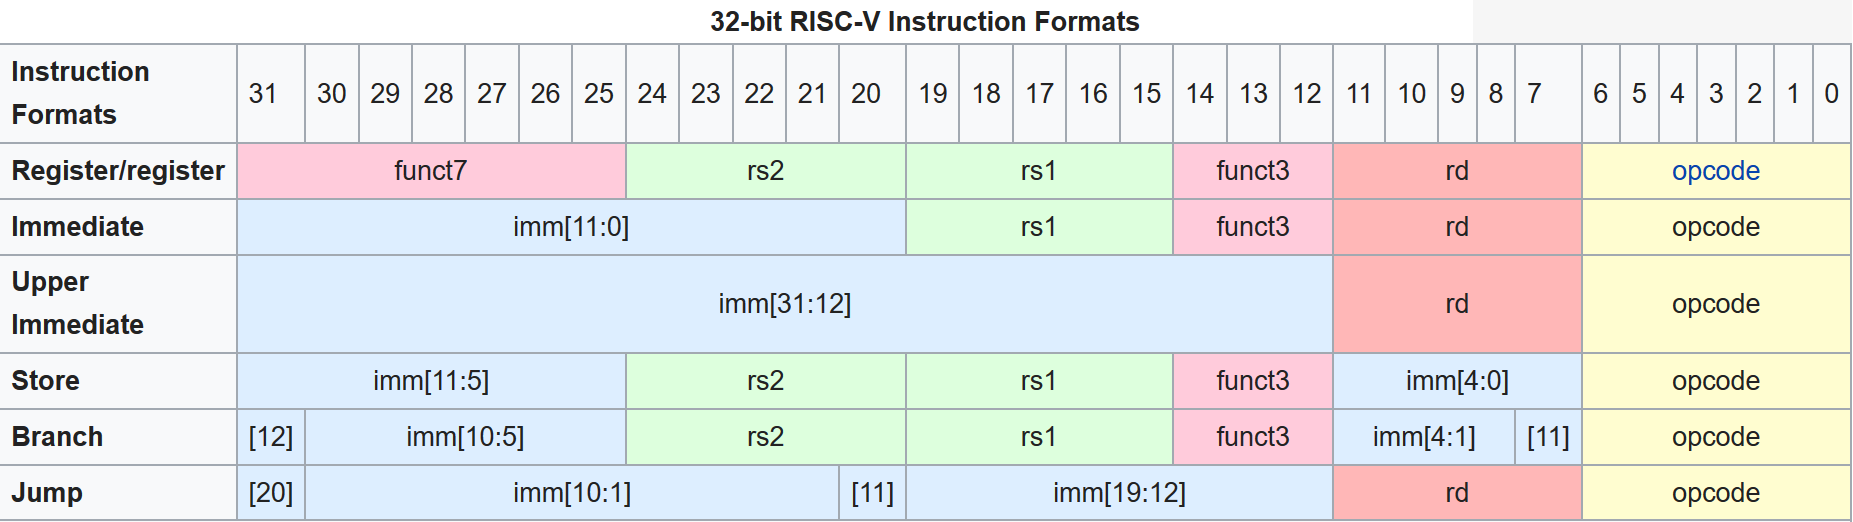 32-bit RISC-V Instruction Formats
Instruction Formats 31 30 29 28 27 26 25 24 23 22 21 20 19 18 17 16 15 14 13 12 11 10 9 8 7 6 5 4 3 2 1 0
Register/register funct7 rs2 rs1 funct3 rd opcode
Immediate imm[11:0] rs1 funct3 rd opcode
Upper Immediate imm[31:12] rd opcode
Store imm[11:5] rs2 rs1 funct3 imm[4:0] opcode
Branch [12] imm[10:5] rs2 rs1 funct3 imm[4:1] [11] opcode
Jump [20] imm[10:1] [11] imm[19:12] rd opcode